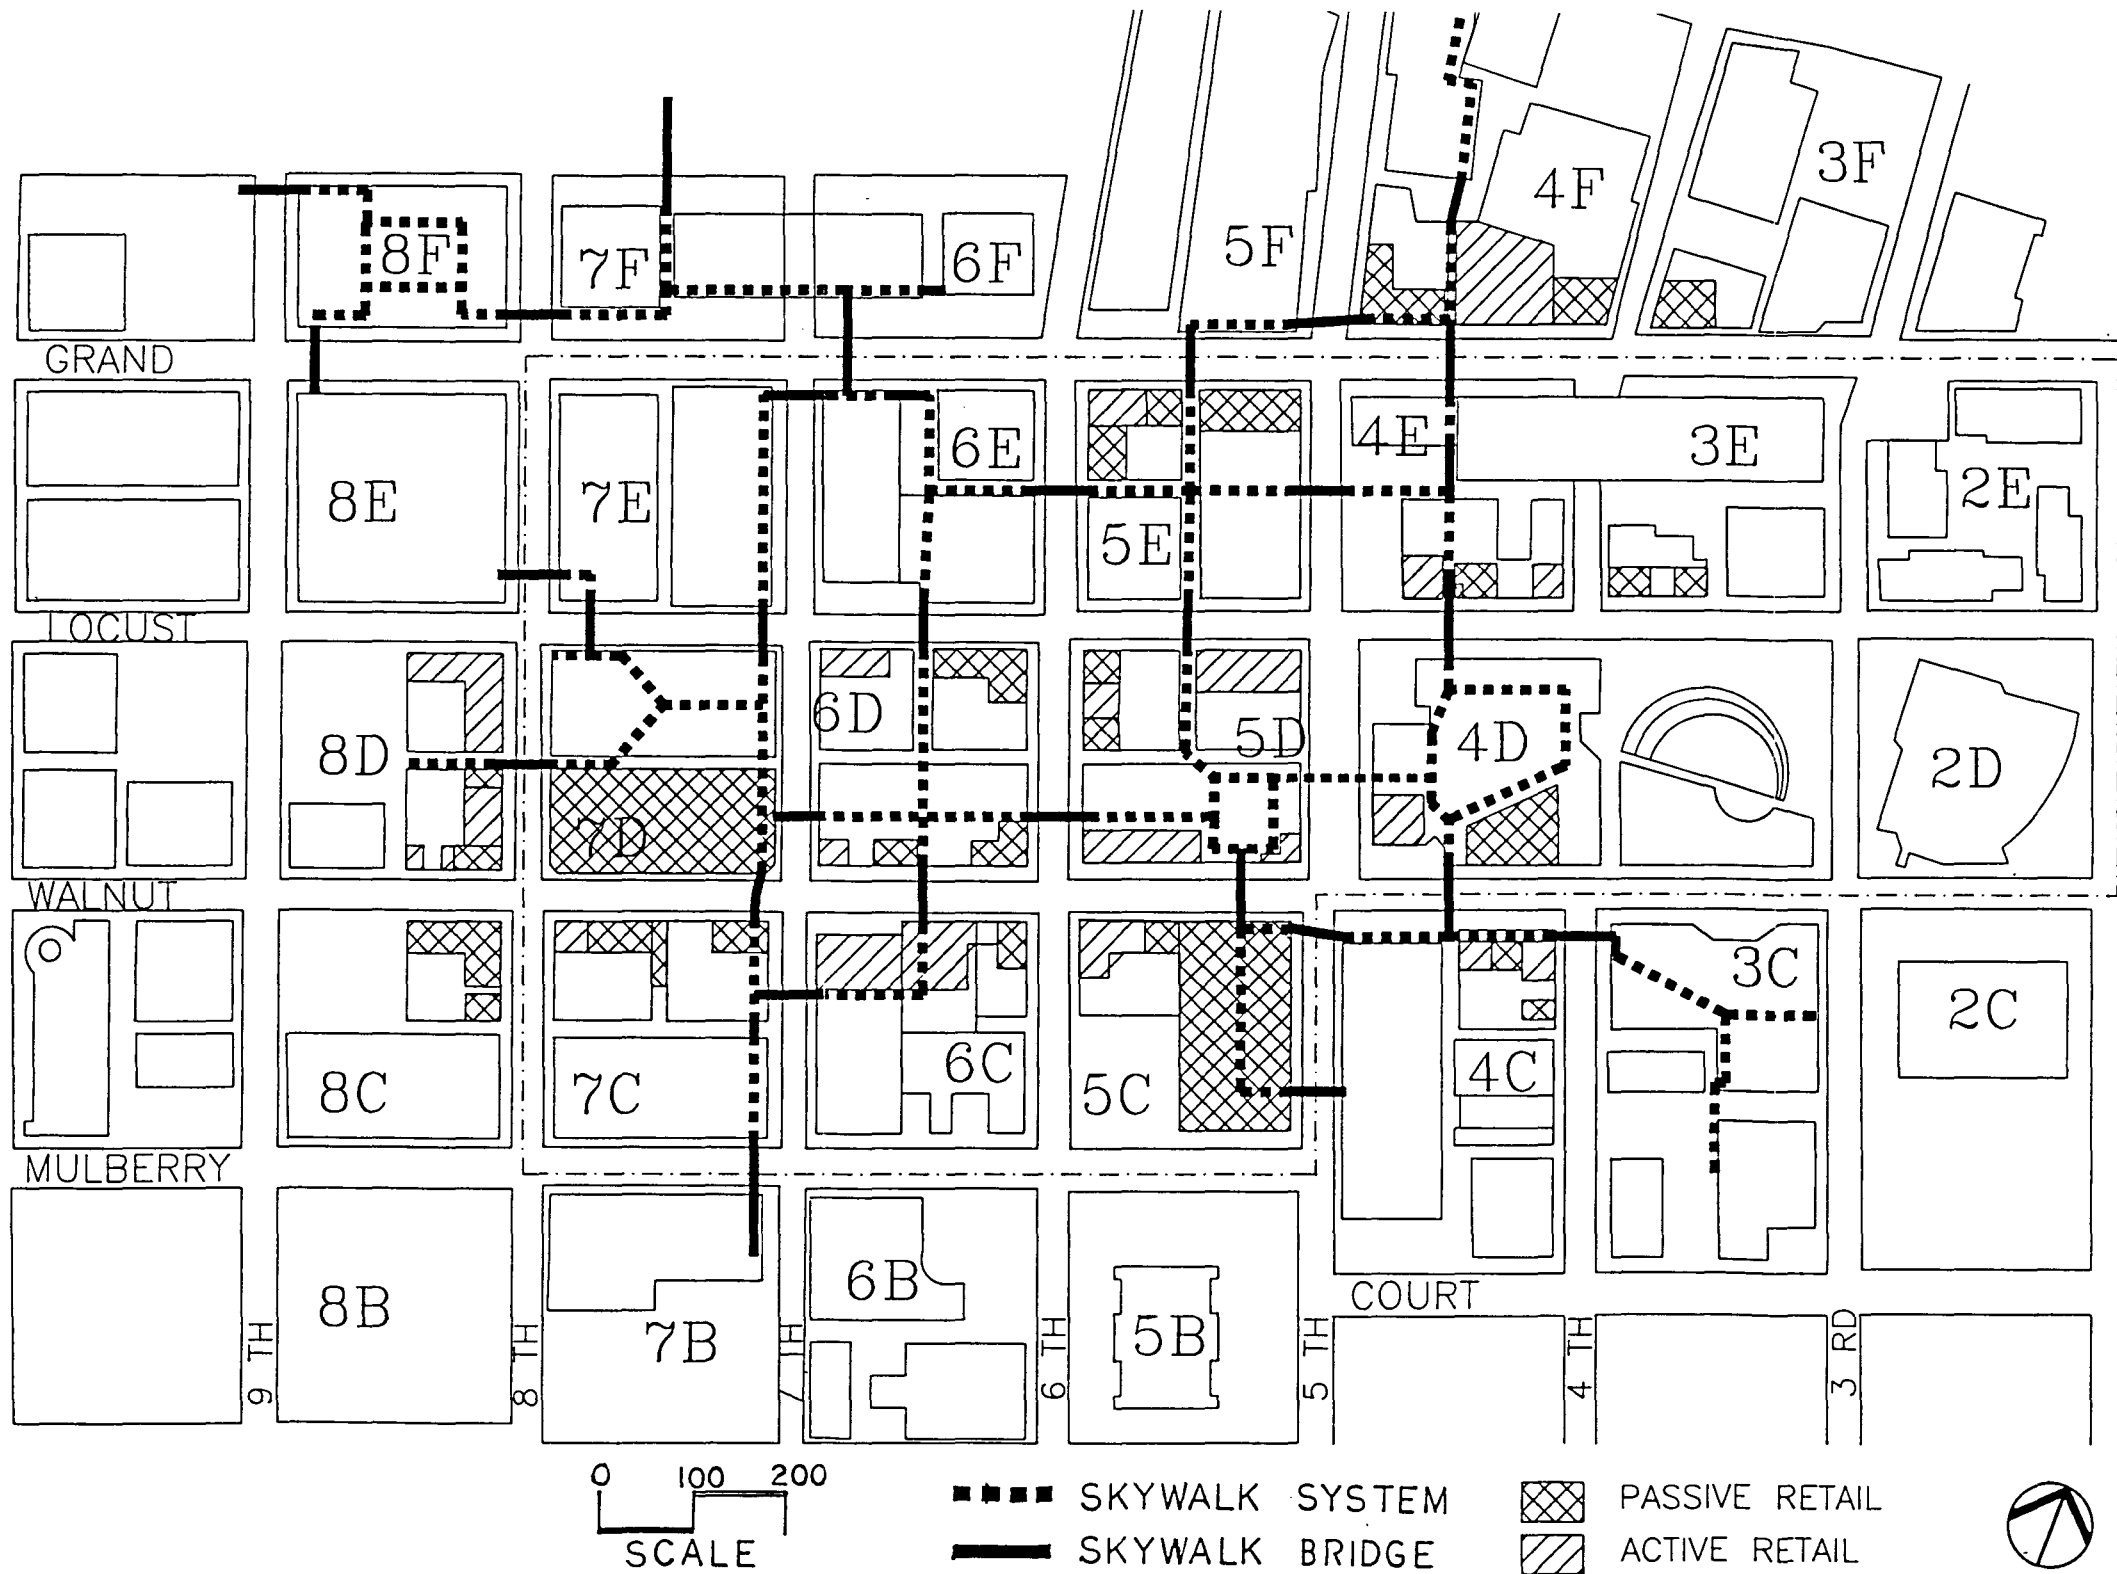 8F
7F
6F
5F
4F
3F
GRAND
8E
7E
6E
5E
4E
3E
2E
LOCUST
8D
7D
6D
5D
4D
2D
WALNUT
8C
7C
6C
5C
4C
3C
2C
MULBERRY
8B
7B
6B
5B
COURT
9 TH
8 TH
7 TH
6 TH
5 TH
4 TH
3 RD
0 100 200
SCALE
SKYWALK SYSTEM
SKYWALK BRIDGE
PASSIVE RETAIL
ACTIVE RETAIL